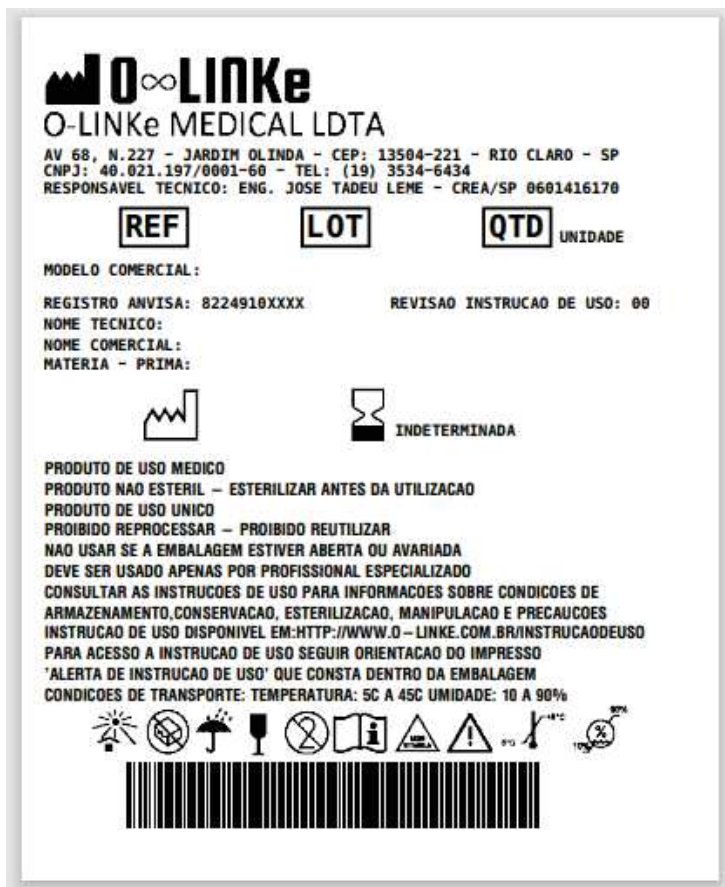 O∞LINKe
O-LINKe MEDICAL LDTA
AV 68, N.227 - JARDIM OLINDA - CEP: 13504-221 - RIO CLARO - SP
CNPJ: 40.021.197/0001-60 - TEL: (19) 3534-6434
RESPONSAVEL TECNICO: ENG. JOSE TADEU LEME - CREA/SP 0601416170
REF LOT QTD UNIDADE
MODELO COMERCIAL:
REGISTRO ANVISA: 8224910XXXX REVISAO INSTRUCAO DE USO: 00
NOME TECNICO:
NOME COMERCIAL:
MATERIA - PRIMA:
INDETERMINADA
PRODUTO DE USO MEDICO
PRODUTO NAO ESTERIL – ESTERILIZAR ANTES DA UTILIZACAO
PRODUTO DE USO UNICO
PROIBIDO REPROCESSAR – PROIBIDO REUTILIZAR
NAO USAR SE A EMBALAGEM ESTIVER ABERTA OU AVARIADA
DEVE SER USADO APENAS POR PROFISSIONAL ESPECIALIZADO
CONSULTAR AS INSTRUCOES DE USO PARA INFORMACOES SOBRE CONDICOES DE
ARMAZENAMENTO,CONSERVACAO, ESTERILIZACAO, MANIPULACAO E PRECAUCOES
INSTRUCAO DE USO DISPONIVEL EM:HTTP://WWW.O–LINKE.COM.BR/INSTRUCAODEUSO
PARA ACESSO A INSTRUCAO DE USO SEGUIR ORIENTACAO DO IMPRESSO
'ALERTA DE INSTRUCAO DE USO' QUE CONSTA DENTRO DA EMBALAGEM
CONDICOES DE TRANSPORTE: TEMPERATURA: 5C A 45C UMIDADE: 10 A 90%
2 i % 10% 90%